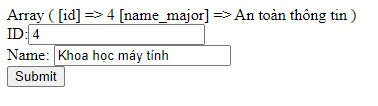 Array ( [id] => 4 [name_major] => An toàn thông tin )
ID: 4
Name: Khoa học máy tính
Submit